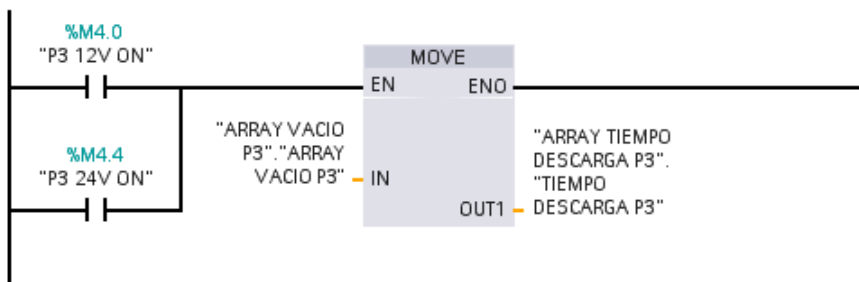 %M4.0
"P3 12V ON"
MOVE
EN
ENO
"ARRAY VACIO
P3"."ARRAY
VACIO P3"
IN
%M4.4
"P3 24V ON"
"ARRAY TIEMPO
DESCARGA P3".
"TIEMPO
DESCARGA P3"
OUT1